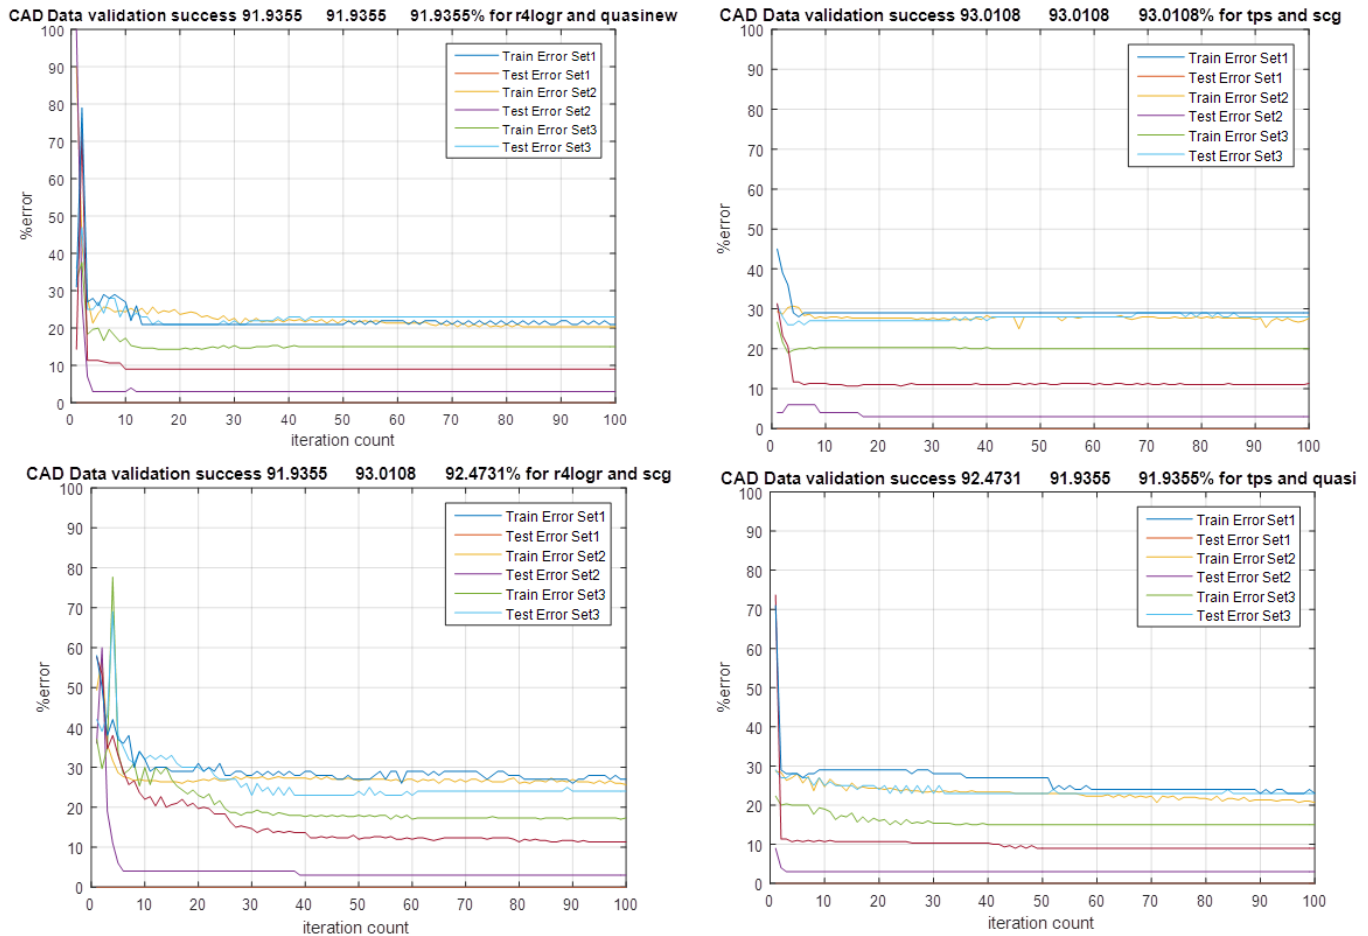 CAD Data validation success 91.9355 91.9355 91.9355% for r4logr and quasinew
100
90
80
70
60
50
40
30
20
10
0
%error
Train Error Set1
Test Error Set1
Train Error Set2
Test Error Set2
Train Error Set3
Test Error Set3
0 10 20 30 40 50 60 70 80 90 100
iteration count
CAD Data validation success 93.0108 93.0108 93.0108% for tps and scg
100
90
80
70
60
50
40
30
20
10
0
%error
Train Error Set1
Test Error Set1
Train Error Set2
Test Error Set2
Train Error Set3
Test Error Set3
0 10 20 30 40 50 60 70 80 90 100
iteration count
CAD Data validation success 91.9355 93.0108 92.4731% for r4logr and scg
100
90
80
70
60
50
40
30
20
10
0
%error
Train Error Set1
Test Error Set1
Train Error Set2
Test Error Set2
Train Error Set3
Test Error Set3
0 10 20 30 40 50 60 70 80 90 100
iteration count
CAD Data validation success 92.4731 91.9355 91.9355% for tps and quasi
100
90
80
70
60
50
40
30
20
10
0
%error
Train Error Set1
Test Error Set1
Train Error Set2
Test Error Set2
Train Error Set3
Test Error Set3
0 10 20 30 40 50 60 70 80 90 100
iteration count